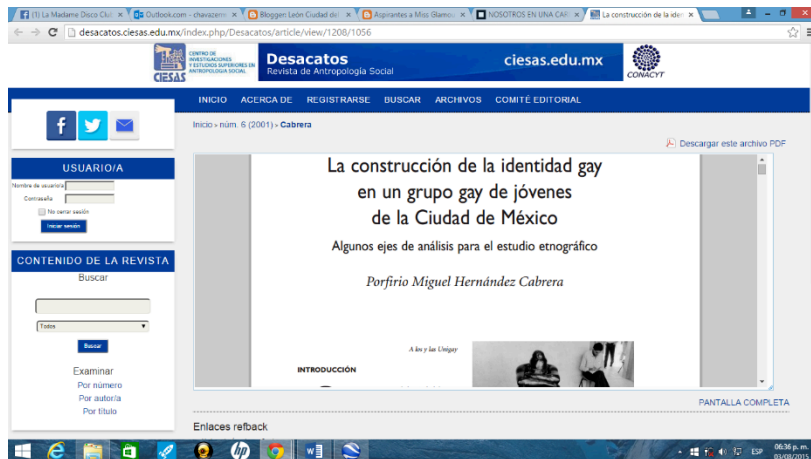 (1) La Madame Disco Clu
Outlook.com - chavazerm
Blogger: León Ciudad del
Aspirantes a Miss Glamou
NOSOTROS EN UNA CAR
La construcción de la iden
desacatos.ciesas.edu.mx/index.php/Desacatos/article/view/1208/1056
CIESAS
CENTRO DE
INVESTIGACIONES
Y ESTUDIOS SUPERIORES EN
ANTROPOLOGÍA SOCIAL
Desacatos
Revista de Antropología Social
ciesas.edu.mx
CONACYT
INICIO ACERCA DE REGISTRARSE BUSCAR ARCHIVOS COMITÉ EDITORIAL
Inicio > núm. 6 (2001) > Cabrera
Descargar este archivo PDF
USUARIO/A
Nombre de usuario/a
Contraseña
No cerrar sesión
Iniciar sesión
CONTENIDO DE LA REVISTA
Buscar
Todos
Buscar
Examinar
Por número
Por autor/a
Por título
La construcción de la identidad gay
en un grupo gay de jóvenes
de la Ciudad de México
Algunos ejes de análisis para el estudio etnográfico
Porfirio Miguel Hernández Cabrera
A los y las Unigay
INTRODUCCIÓN
PANTALLA COMPLETA
Enlaces refback
ESP
06:36 p. m.
03/08/2015